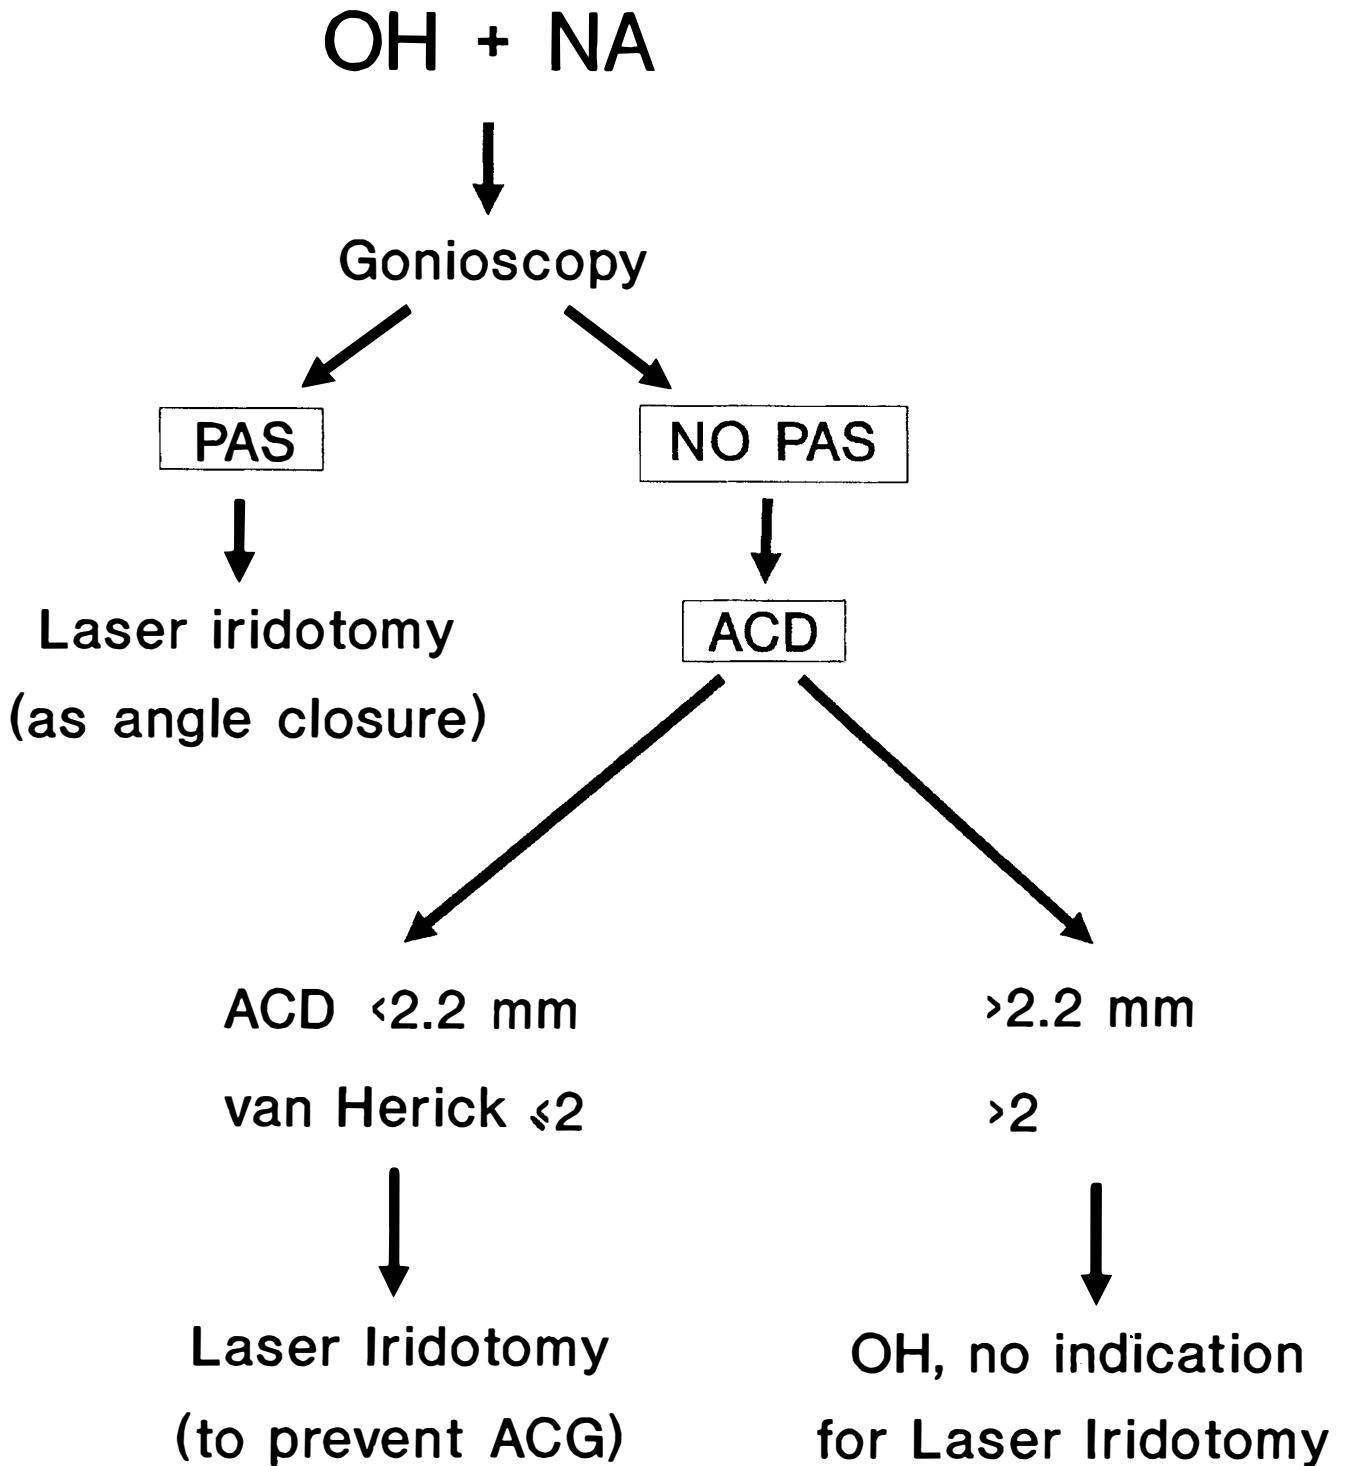 OH + NA
Gonioscopy
PAS
NO PAS
Laser iridotomy
(as angle closure)
ACD
ACD <2.2 mm
>2.2 mm
van Herick ⩽2
>2
Laser Iridotomy
(to prevent ACG)
OH, no indication
for Laser Iridotomy